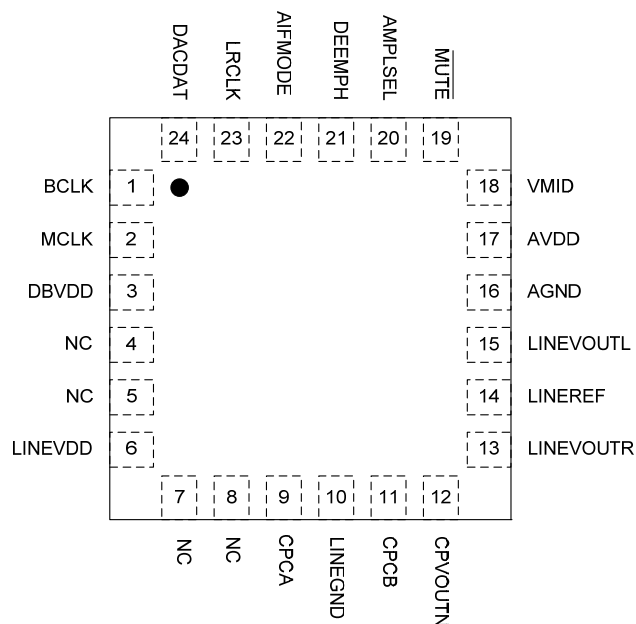 DACDAT LRCLK AIFMODE DEEMPH AMPLSEL MUTE
24 23 22 21 20 19
BCLK 1 18 VMID
MCLK 2 17 AVDD
DBVDD 3 16 AGND
NC 4 15 LINEVOUTL
NC 5 14 LINEREF
LINEVDD 6 13 LINEVOUTR
7 8 9 10 11 12
NC NC CPCA LINEGND CPCB CPVOUTN